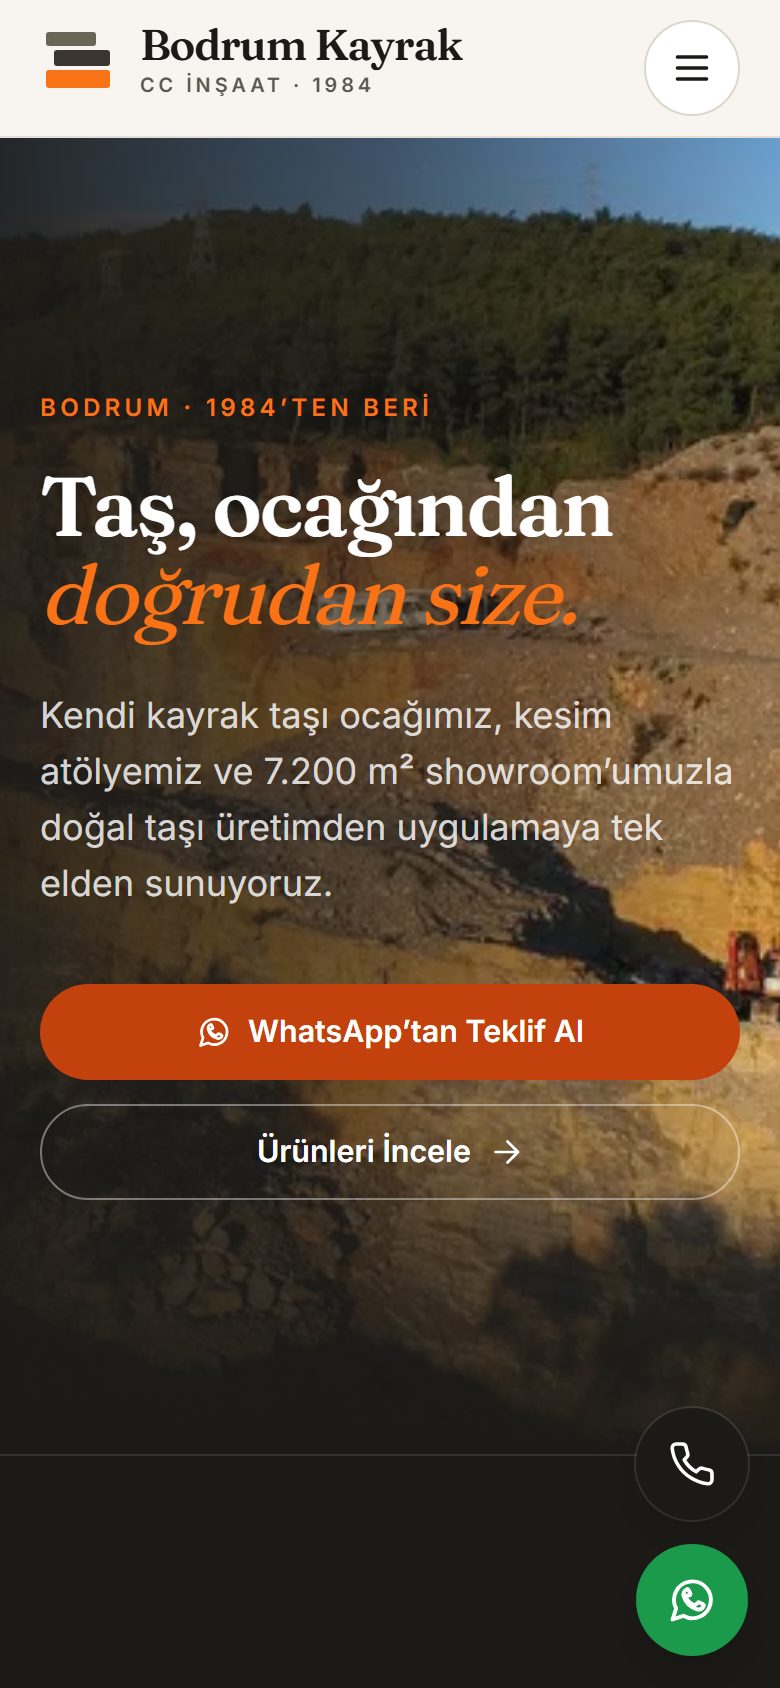 Bodrum Kayrak
CC İNŞAAT · 1984
BODRUM · 1984’TEN BERİ
Taş, ocağından
doğrudan size.
Kendi kayrak taşı ocağımız, kesim
atölyemiz ve 7.200 m² showroom’umuzla
doğal taşı üretimden uygulamaya tek
elden sunuyoruz.
WhatsApp’tan Teklif Al
Ürünleri İncele →